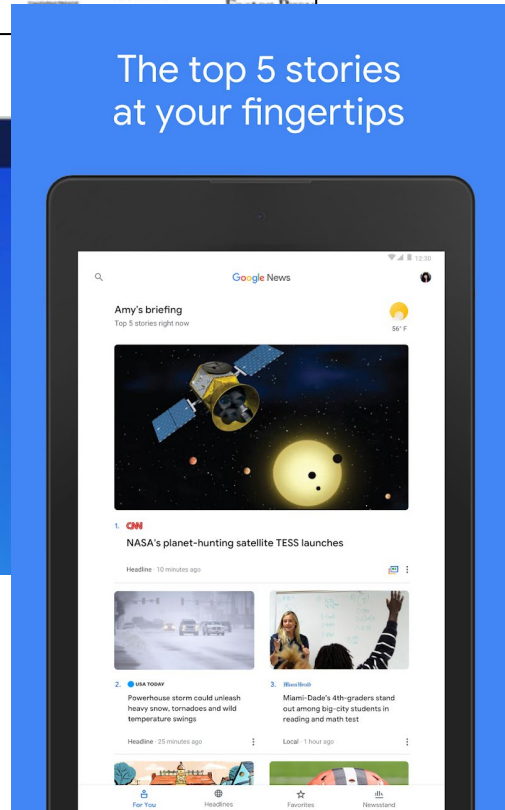 The top 5 stories
at your fingertips
12:30
Google News
Amy's briefing
Top 5 stories right now
56° F
1. CNN
NASA's planet-hunting satellite TESS launches
Headline · 10 minutes ago
2. USA TODAY
Powerhouse storm could unleash
heavy snow, tornadoes and wild
temperature swings
Headline · 25 minutes ago
3. Miami Herald
Miami-Dade's 4th-graders stand
out among big-city students in
reading and math test
Local · 1 hour ago
For You
Headlines
Favorites
Newsstand